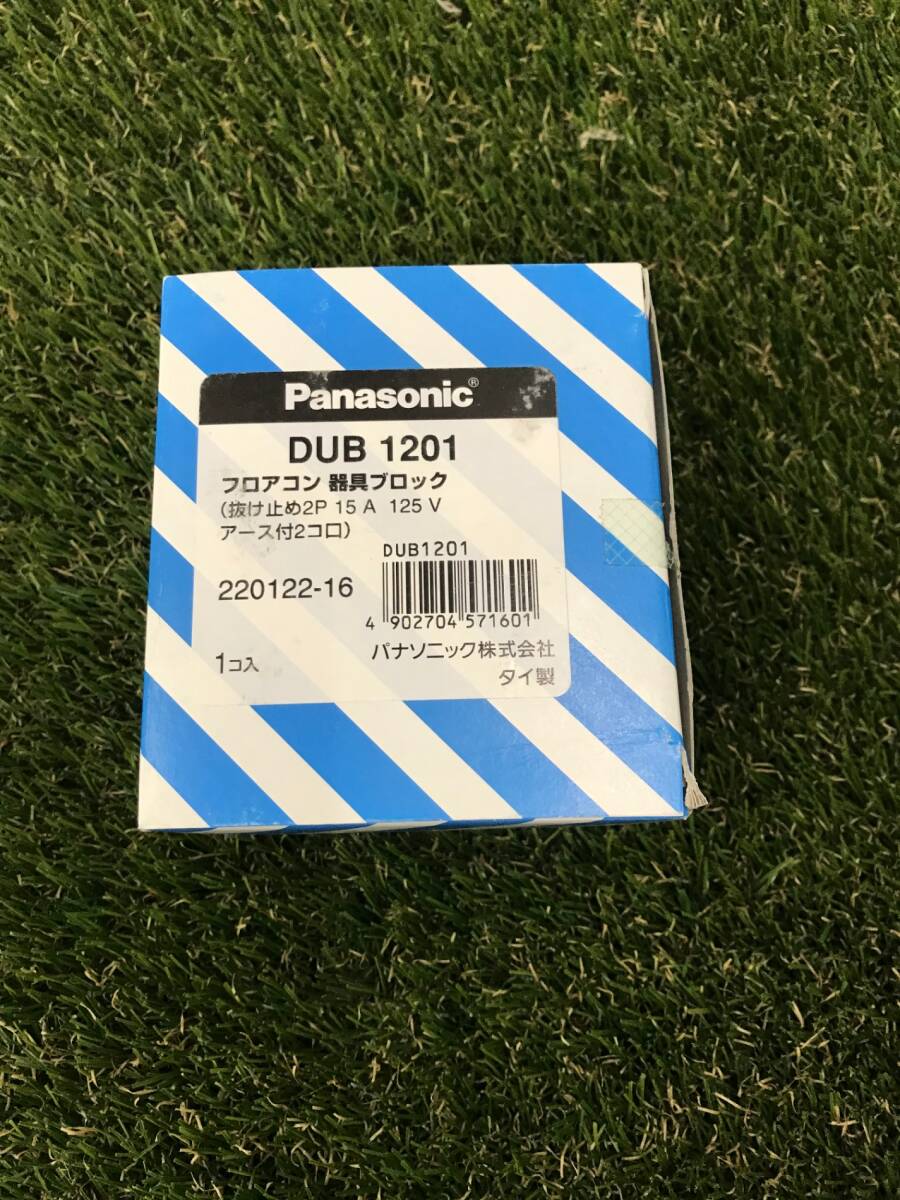 Panasonic®
DUB 1201
フロアコン 器具ブロック
(抜け止め2P 15A 125V
アース付2コロ)
DUB1201
220122-16
4 902704 571601
パナソニック株式会社
1コ入
タイ製